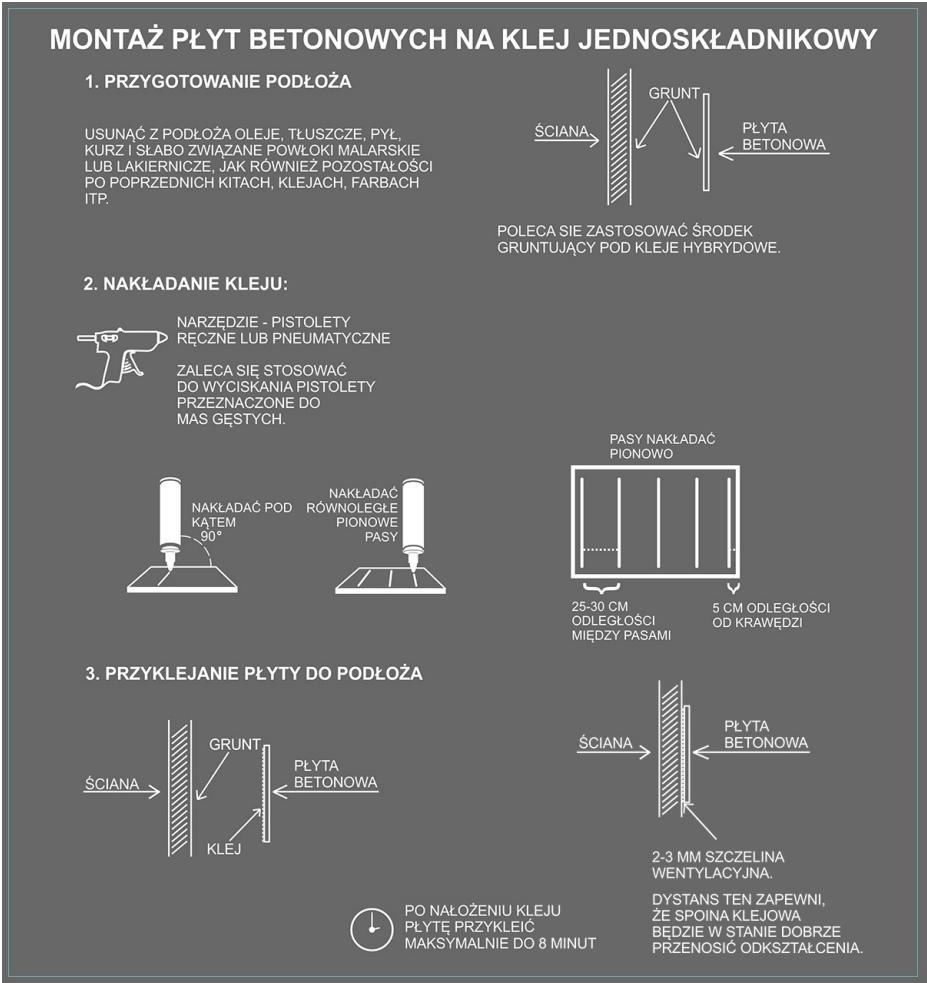 MONTAŻ PŁYT BETONOWYCH NA KLEJ JEDNOSKŁADNIKOWY
1. PRZYGOTOWANIE PODŁOŻA
USUNĄĆ Z PODŁOŻA OLEJE, TŁUSZCZE, PYŁ,
KURZ I SŁABO ZWIĄZANE POWŁOKI MALARSKIE
LUB LAKIERNICZE, JAK RÓWNIEŻ POZOSTAŁOŚCI
PO POPRZEDNICH KITACH, KLEJACH, FARBACH
ITP.
GRUNT
ŚCIANA
PŁYTA
BETONOWA
POLECA SIE ZASTOSOWAĆ ŚRODEK
GRUNTUJĄCY POD KLEJE HYBRYDOWE.
2. NAKŁADANIE KLEJU:
NARZĘDZIE - PISTOLETY
RĘCZNE LUB PNEUMATYCZNE
ZALECA SIĘ STOSOWAĆ
DO WYCISKANIA PISTOLETY
PRZEZNACZONE DO
MAS GĘSTYCH.
NAKŁADAĆ POD
KĄTEM
90°
NAKŁADAĆ
RÓWNOLEGŁE
PIONOWE
PASY
PASY NAKŁADAĆ
PIONOWO
25-30 CM
ODLEGŁOŚCI
MIĘDZY PASAMI
5 CM ODLEGŁOŚCI
OD KRAWĘDZI
3. PRZYKLEJANIE PŁYTY DO PODŁOŻA
GRUNT
ŚCIANA
PŁYTA
BETONOWA
KLEJ
ŚCIANA
PŁYTA
BETONOWA
2-3 MM SZCZELINA
WENTYLACYJNA.
DYSTANS TEN ZAPEWNI,
ŻE SPOINA KLEJOWA
BĘDZIE W STANIE DOBRZE
PRZENOSIĆ ODKSZTAŁCENIA.
PO NAŁOŻENIU KLEJU
PŁYTĘ PRZYKLEIĆ
MAKSYMALNIE DO 8 MINUT